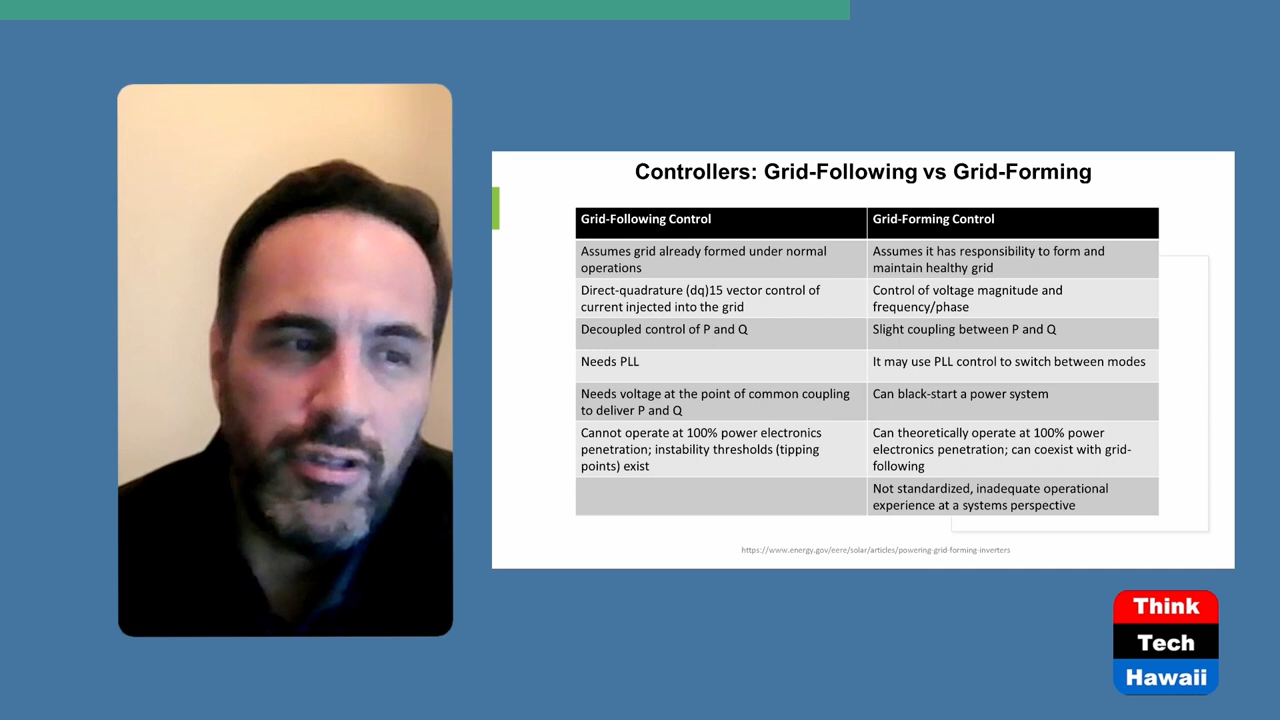 Controllers: Grid-Following vs Grid-Forming
Grid-Following Control
Grid-Forming Control
Assumes grid already formed under normal
operations
Assumes it has responsibility to form and
maintain healthy grid
Direct-quadrature (dq)15 vector control of
current injected into the grid
Control of voltage magnitude and
frequency/phase
Decoupled control of P and Q
Slight coupling between P and Q
Needs PLL
It may use PLL control to switch between modes
Needs voltage at the point of common coupling
to deliver P and Q
Can black-start a power system
Cannot operate at 100% power electronics
penetration; instability thresholds (tipping
points) exist
Can theoretically operate at 100% power
electronics penetration; can coexist with grid-
following
Not standardized, inadequate operational
experience at a systems perspective
https://www.energy.gov/eere/solar/articles/powering-grid-forming-inverters
Think
Tech
Hawaii